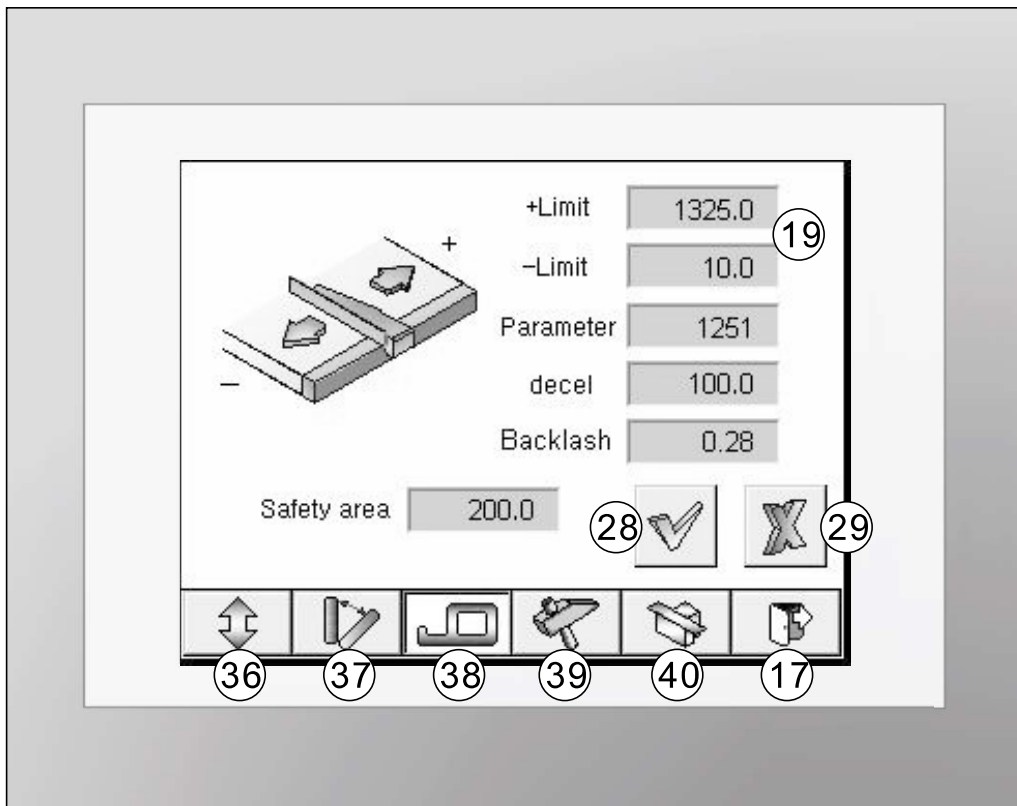 +Limit 1325.0
19
+
−Limit 10.0
Parameter 1251
−
decel 100.0
Backlash 0.28
Safety area 200.0
28
29
36 37 38 39 40 17